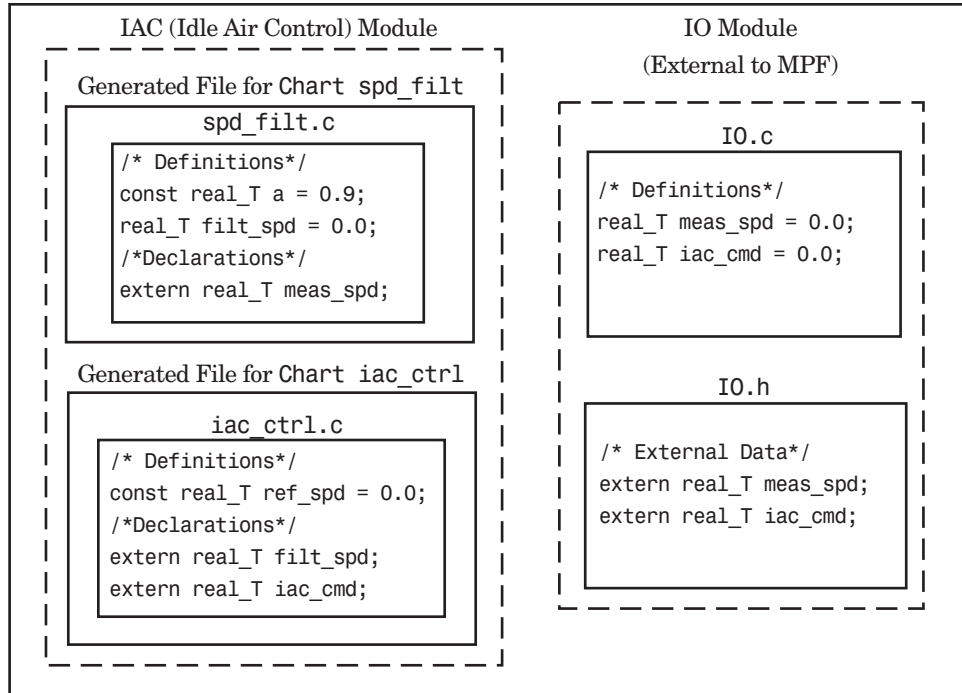 IAC (Idle Air Control) Module
Generated File for Chart spd_filt
spd_filt.c
/* Definitions*/
const real_T a = 0.9;
real_T filt_spd = 0.0;
/*Declarations*/
extern real_T meas_spd;
Generated File for Chart iac_ctrl
iac_ctrl.c
/* Definitions*/
const real_T ref_spd = 0.0;
/*Declarations*/
extern real_T filt_spd;
extern real_T iac_cmd;
IO Module
(External to MPF)
IO.c
/* Definitions*/
real_T meas_spd = 0.0;
real_T iac_cmd = 0.0;
IO.h
/* External Data*/
extern real_T meas_spd;
extern real_T iac_cmd;